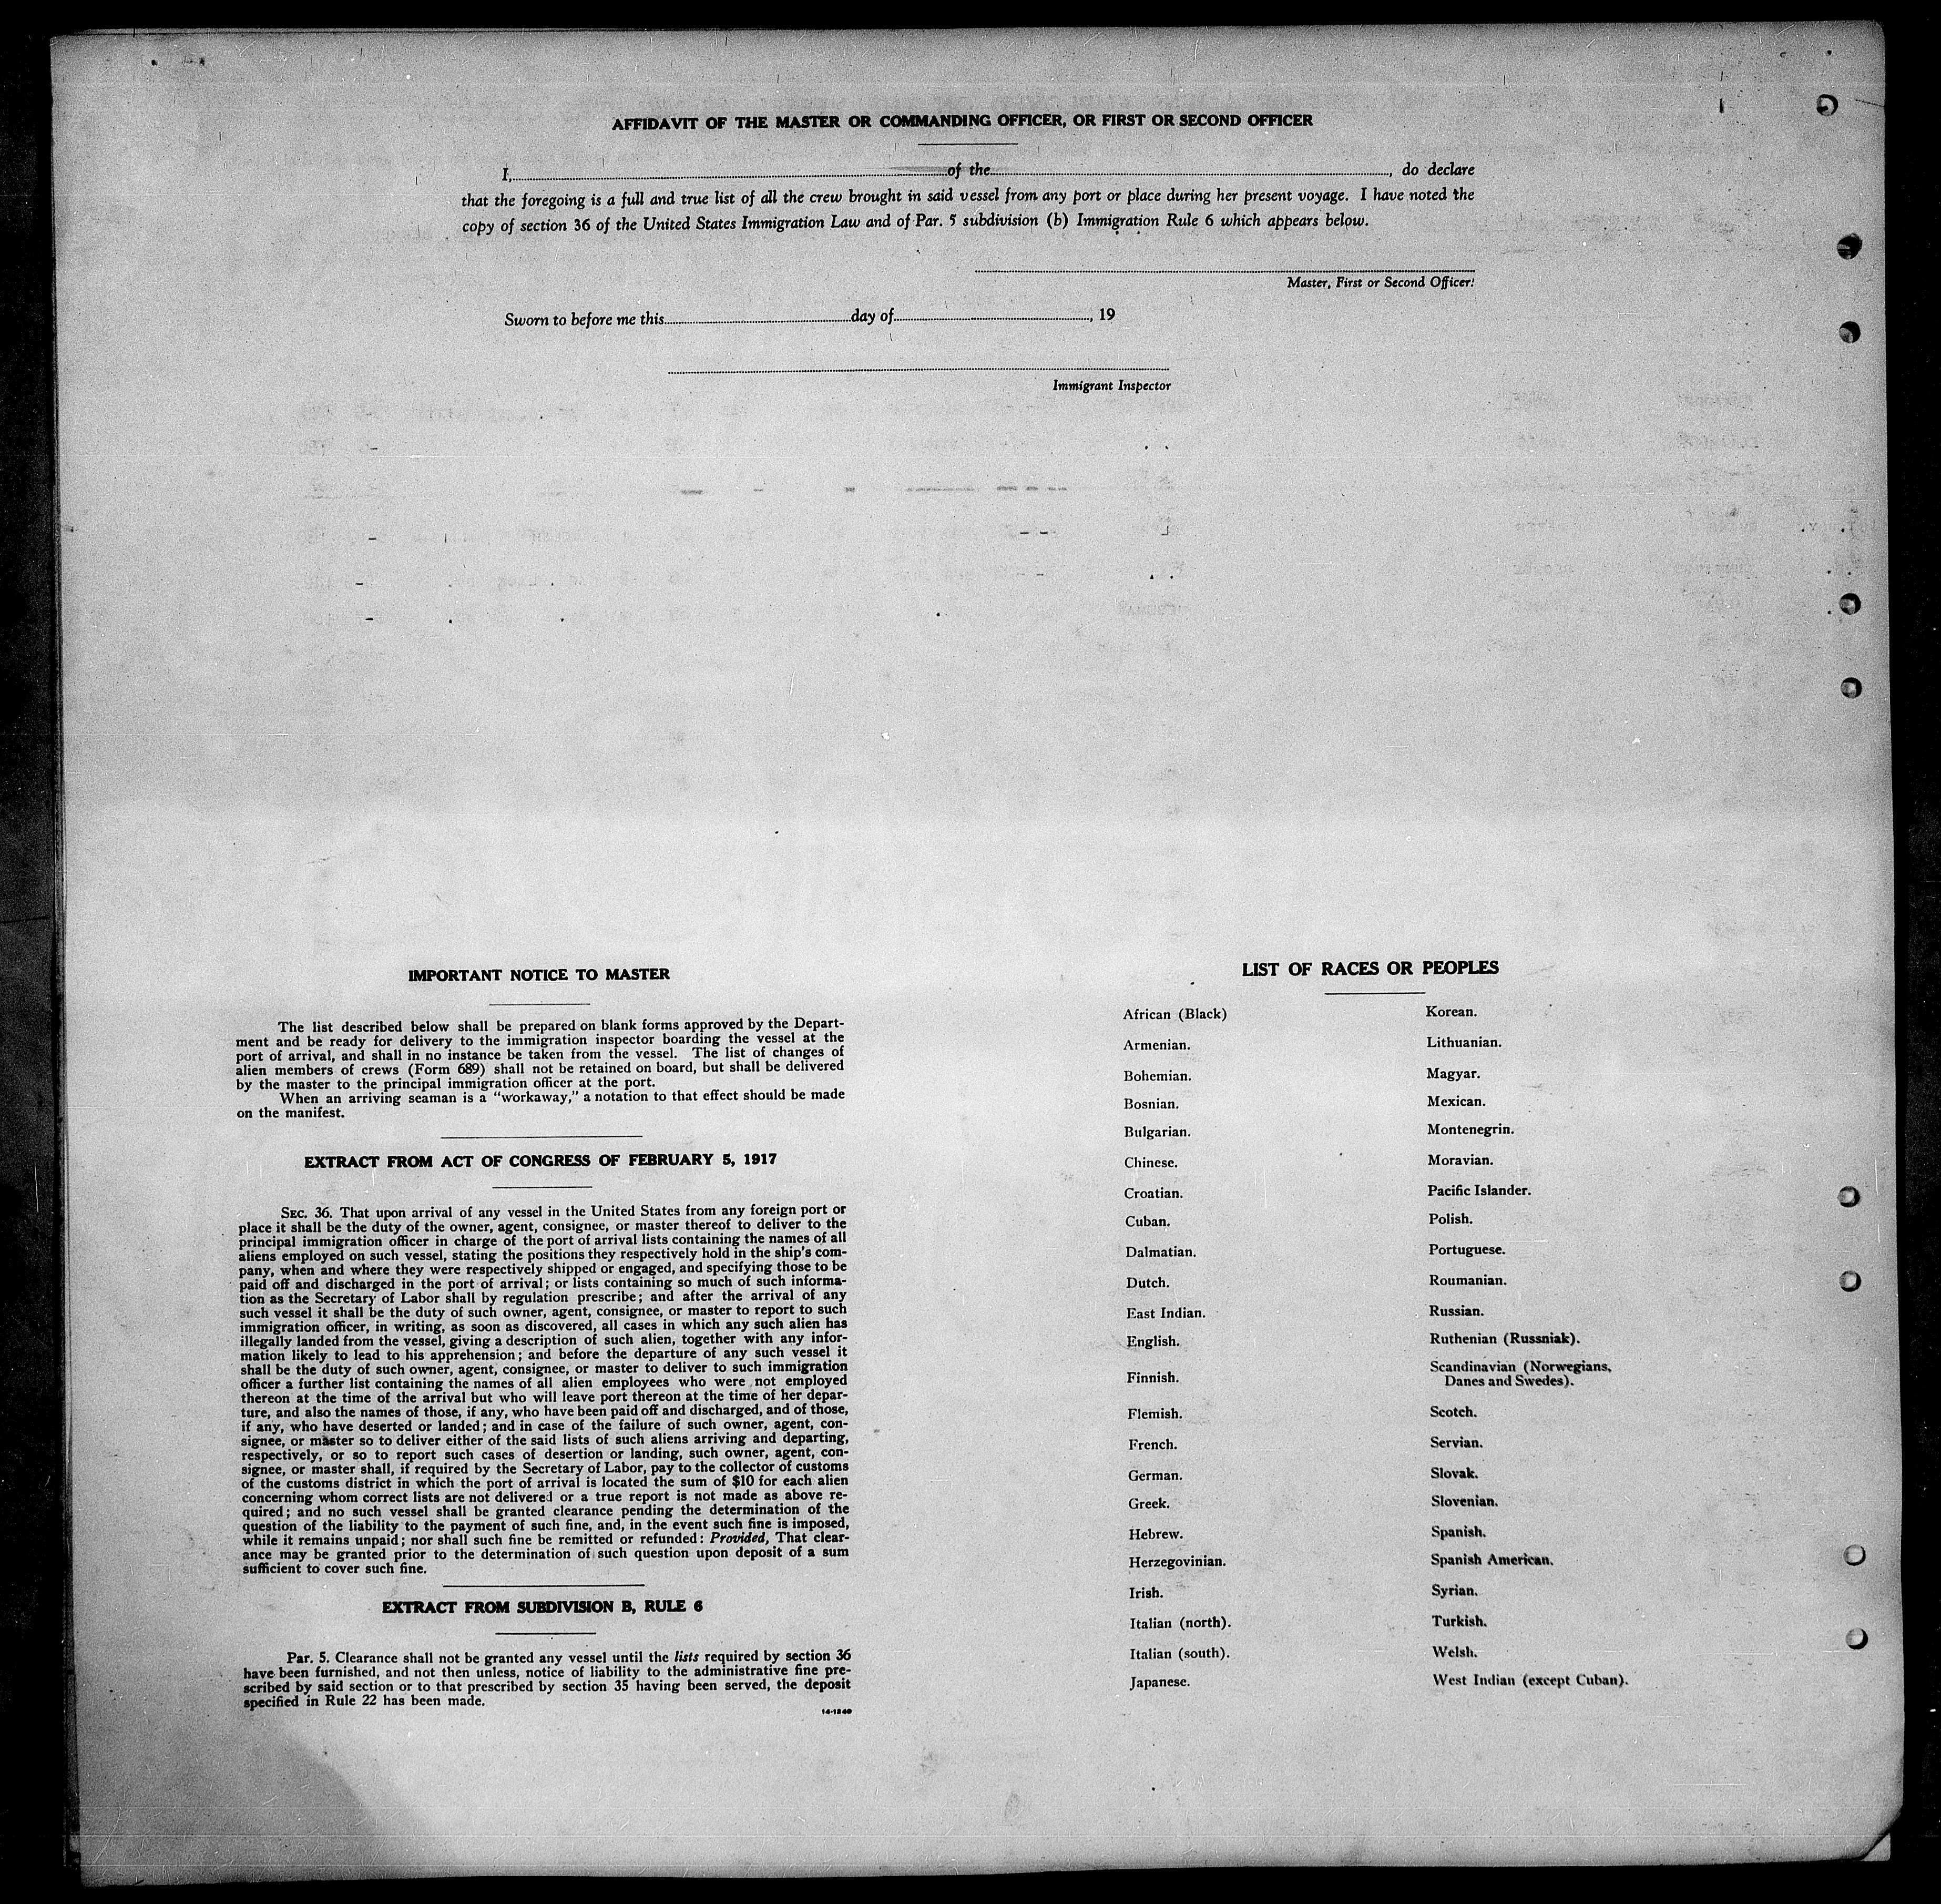 AFFIDAVIT OF THE MASTER OR COMMANDING OFFICER, OR FIRST OR SECOND OFFICER
I, of the , do declare
that the foregoing is a full and true list of all the crew brought in said vessel from any port or place during her present voyage. I have noted the
copy of section 36 of the United States Immigration Law and of Par. 5 subdivision (b) Immigration Rule 6 which appears below.
Master, First or Second Officer.
Sworn to before me this day of , 19
Immigrant Inspector
IMPORTANT NOTICE TO MASTER
The list described below shall be prepared on blank forms approved by the Depart-
ment and be ready for delivery to the immigration inspector boarding the vessel at the
port of arrival, and shall in no instance be taken from the vessel. The list of changes of
alien members of crews (Form 689) shall not be retained on board, but shall be delivered
by the master to the principal immigration officer at the port.
When an arriving seaman is a "workaway," a notation to that effect should be made
on the manifest.
EXTRACT FROM ACT OF CONGRESS OF FEBRUARY 5, 1917
SEC. 36. That upon arrival of any vessel in the United States from any foreign port or
place it shall be the duty of the owner, agent, consignee, or master thereof to deliver to the
principal immigration officer in charge of the port of arrival lists containing the names of all
aliens employed on such vessel, stating the positions they respectively hold in the ship's com-
pany, when and where they were respectively shipped or engaged, and specifying those to be
paid off and discharged in the port of arrival; or lists containing so much of such informa-
tion as the Secretary of Labor shall by regulation prescribe; and after the arrival of any
such vessel it shall be the duty of such owner, agent, consignee, or master to report to such
immigration officer, in writing, as soon as discovered, all cases in which any such alien has
illegally landed from the vessel, giving a description of such alien, together with any infor-
mation likely to lead to his apprehension; and before the departure of any such vessel it
shall be the duty of such owner, agent, consignee, or master to deliver to such immigration
officer a further list containing the names of all alien employees who were not employed
thereon at the time of the arrival but who will leave port thereon at the time of her depar-
ture, and also the names of those, if any, who have been paid off and discharged, and of those,
if any, who have deserted or landed; and in case of the failure of such owner, agent, con-
signee, or master so to deliver either of the said lists of such aliens arriving and departing,
respectively, or so to report such cases of desertion or landing, such owner, agent, con-
signee, or master shall, if required by the Secretary of Labor, pay to the collector of customs
of the customs district in which the port of arrival is located the sum of $10 for each alien
concerning whom correct lists are not delivered or a true report is not made as above re-
quired; and no such vessel shall be granted clearance pending the determination of the
question of the liability to the payment of such fine, and, in the event such fine is imposed,
while it remains unpaid; nor shall such fine be remitted or refunded: Provided, That clear-
ance may be granted prior to the determination of such question upon deposit of a sum
sufficient to cover such fine.
EXTRACT FROM SUBDIVISION B, RULE 6
Par. 5. Clearance shall not be granted any vessel until the lists required by section 36
have been furnished, and not then unless, notice of liability to the administrative fine pre-
scribed by said section or to that prescribed by section 35 having been served, the deposit
specified in Rule 22 has been made.
LIST OF RACES OR PEOPLES
African (Black)
Armenian.
Bohemian.
Bosnian.
Bulgarian.
Chinese.
Croatian.
Cuban.
Dalmatian.
Dutch.
East Indian.
English.
Finnish.
Flemish.
French.
German.
Greek.
Hebrew.
Herzegovinian.
Irish.
Italian (north).
Italian (south).
Japanese.
Korean.
Lithuanian.
Magyar.
Mexican.
Montenegrin.
Moravian.
Pacific Islander.
Polish.
Portuguese.
Roumanian.
Russian.
Ruthenian (Russniak).
Scandinavian (Norwegians,
Danes and Swedes).
Scotch.
Servian.
Slovak.
Slovenian.
Spanish.
Spanish American.
Syrian.
Turkish.
Welsh.
West Indian (except Cuban).